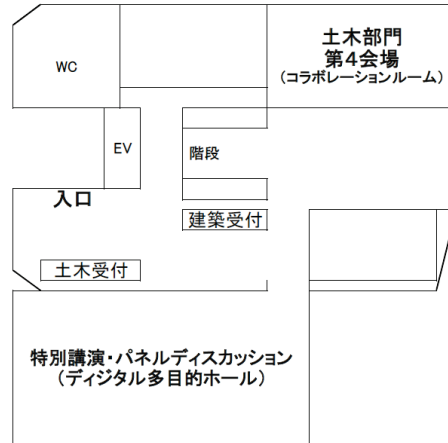 土木部門
第4会場
(コラボレーションルーム)
WC
EV
階段
入口
建築受付
土木受付
特別講演・パネルディスカッション
(ディジタル多目的ホール)